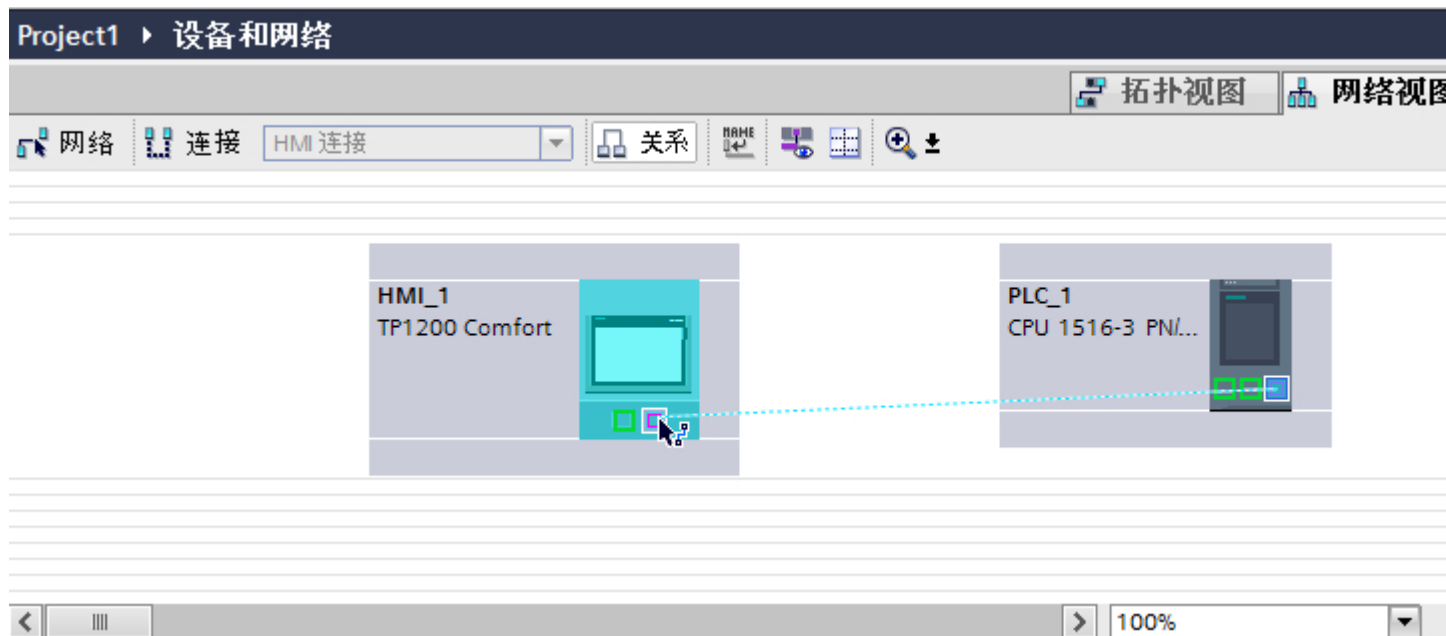 Project1 ▸ 设备和网络
拓扑视图 网络视图
网络 连接 HMI 连接 关系 NAME
HMI_1
TP1200 Comfort
PLC_1
CPU 1516-3 PN/...
100%